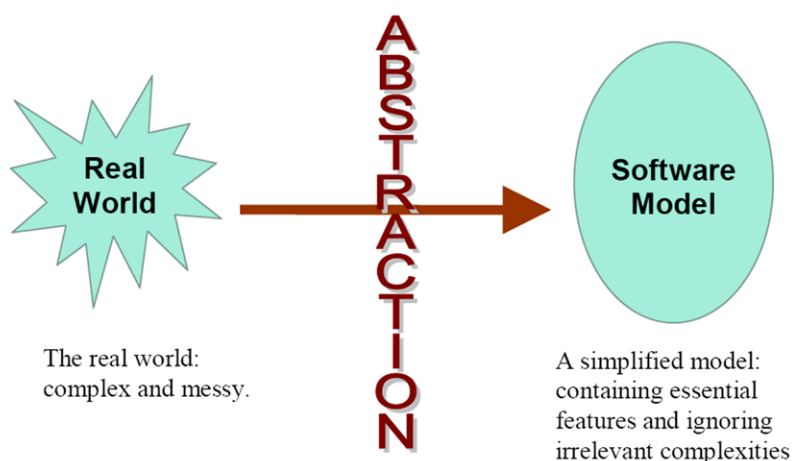 Real
World
ABSTRACTION
Software
Model
The real world:
complex and messy.
A simplified model:
containing essential
features and ignoring
irrelevant complexities